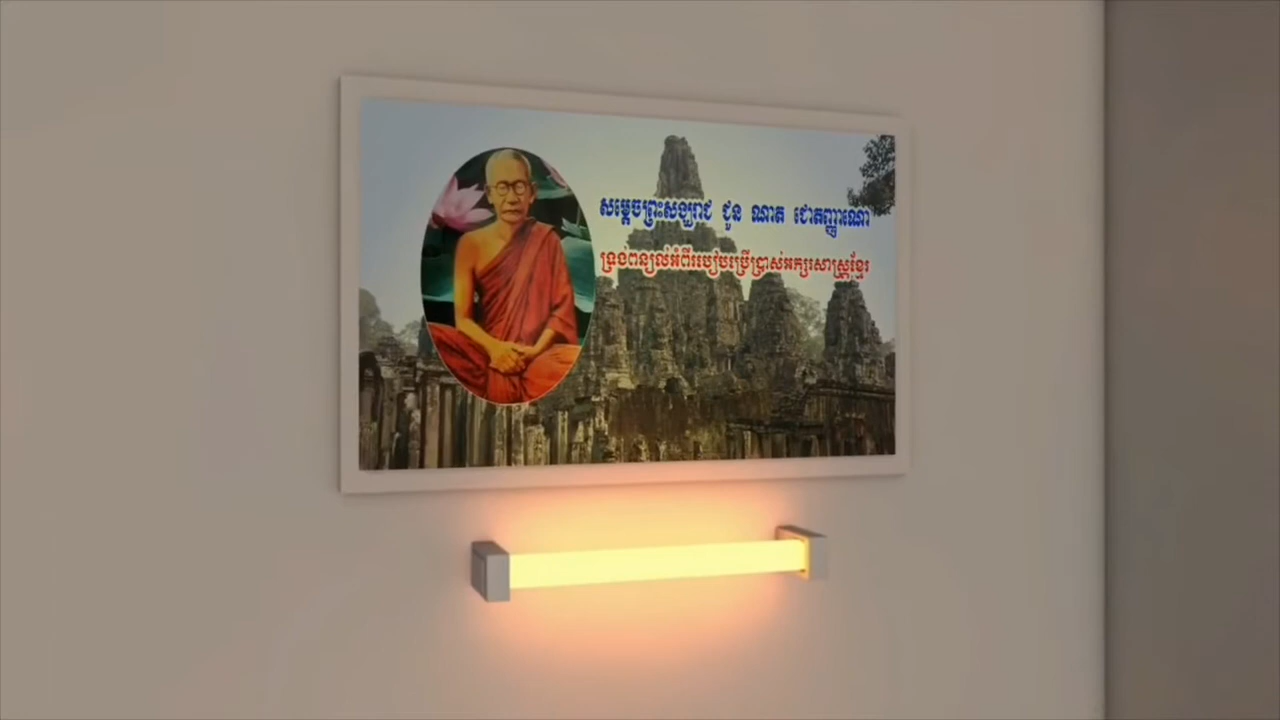 សម្ដេចព្រះសង្ឃរាជ ជួន ណាត ជោតញ្ញាណោ
ទ្រង់ពន្យល់អំពីរបៀបប្រើប្រាស់អក្សរសាស្ត្រខ្មែរ